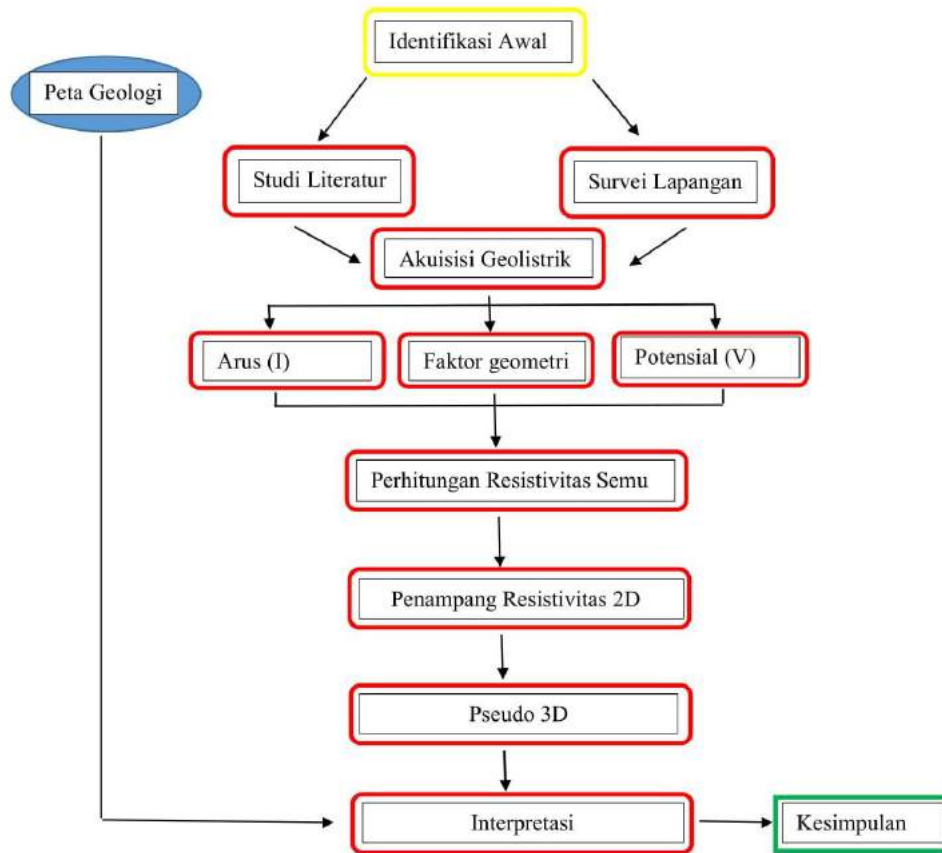 Identifikasi Awal
Peta Geologi
Studi Literatur
Survei Lapangan
Akuisisi Geolistrik
Arus (I)
Faktor geometri
Potensial (V)
Perhitungan Resistivitas Semu
Penampang Resistivitas 2D
Pseudo 3D
Interpretasi
Kesimpulan